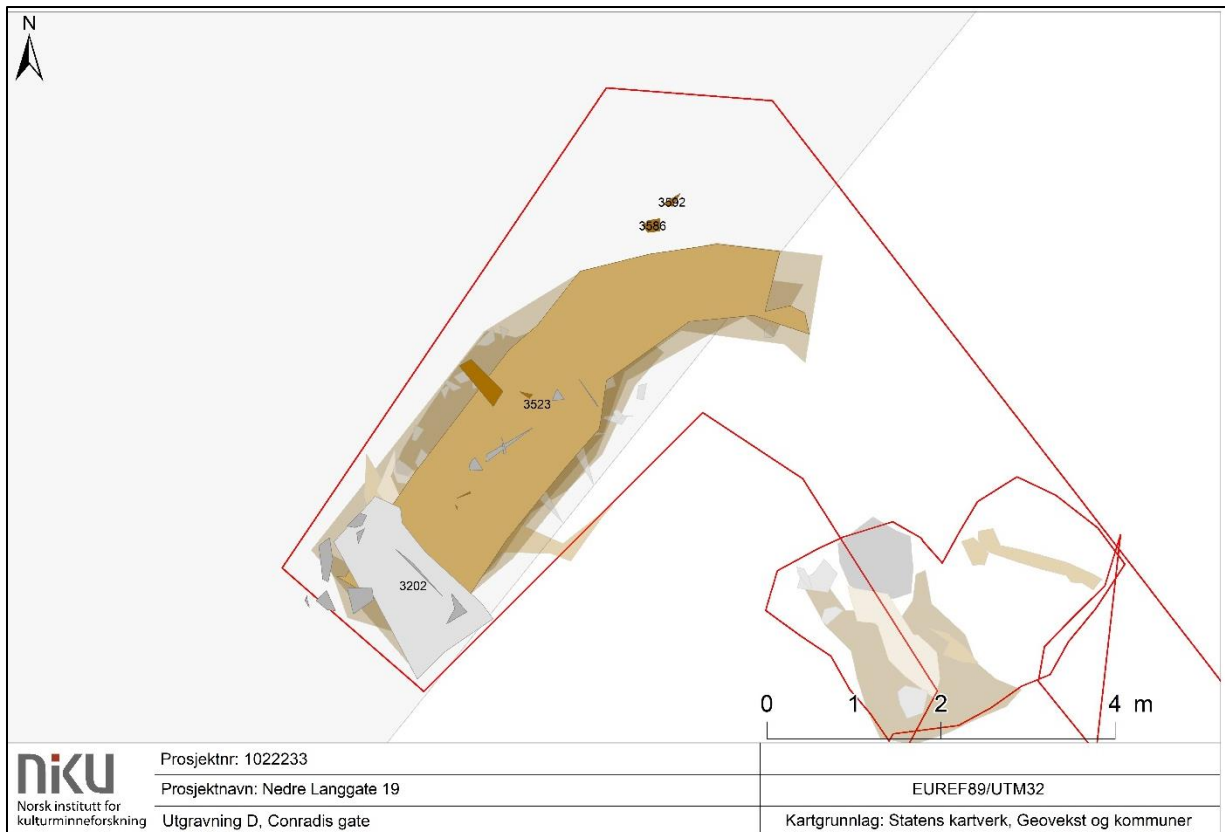 N
3592
3586
3523
3202
0 1 2 4 m
niku
Norsk institutt for
kulturminneforskning
Prosjektnr: 1022233
Prosjektnavn: Nedre Langgate 19
EUREF89/UTM32
Utgravning D, Conradis gate
Kartgrunnlag: Statens kartverk, Geovekst og kommuner